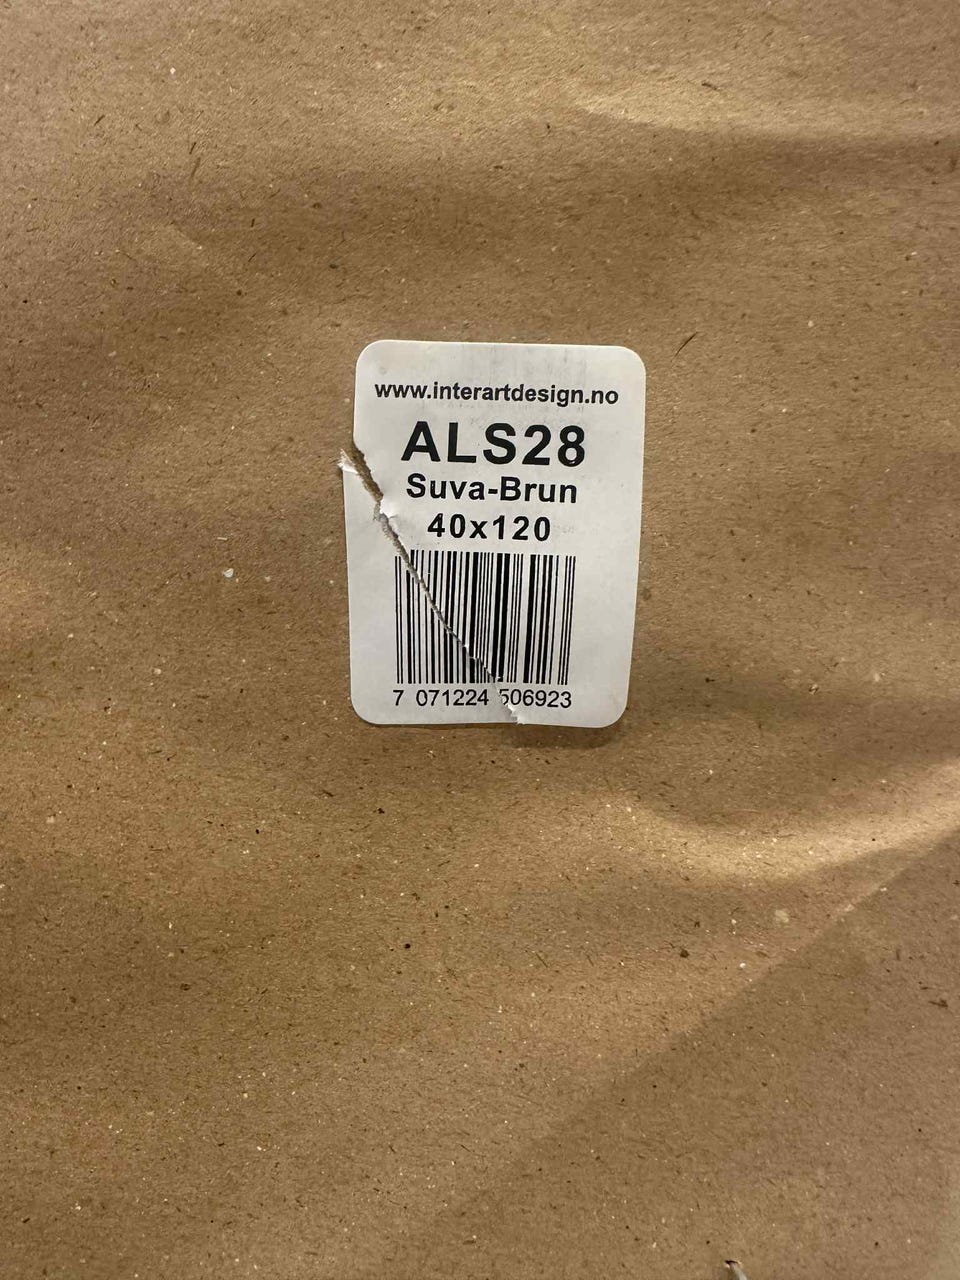 www.interartdesign.no
ALS28
Suva-Brun
40x120
7 071224 506923